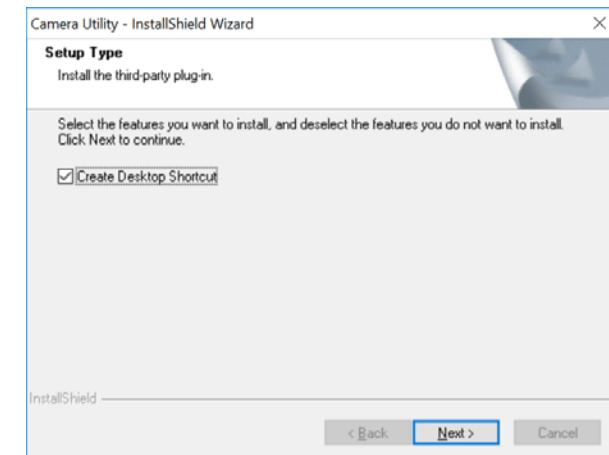 Camera Utility - InstallShield Wizard
Setup Type
Install the third-party plug-in.
Select the features you want to install, and deselect the features you do not want to install.
Click Next to continue.
Create Desktop Shortcut
InstallShield
< Back
Next >
Cancel